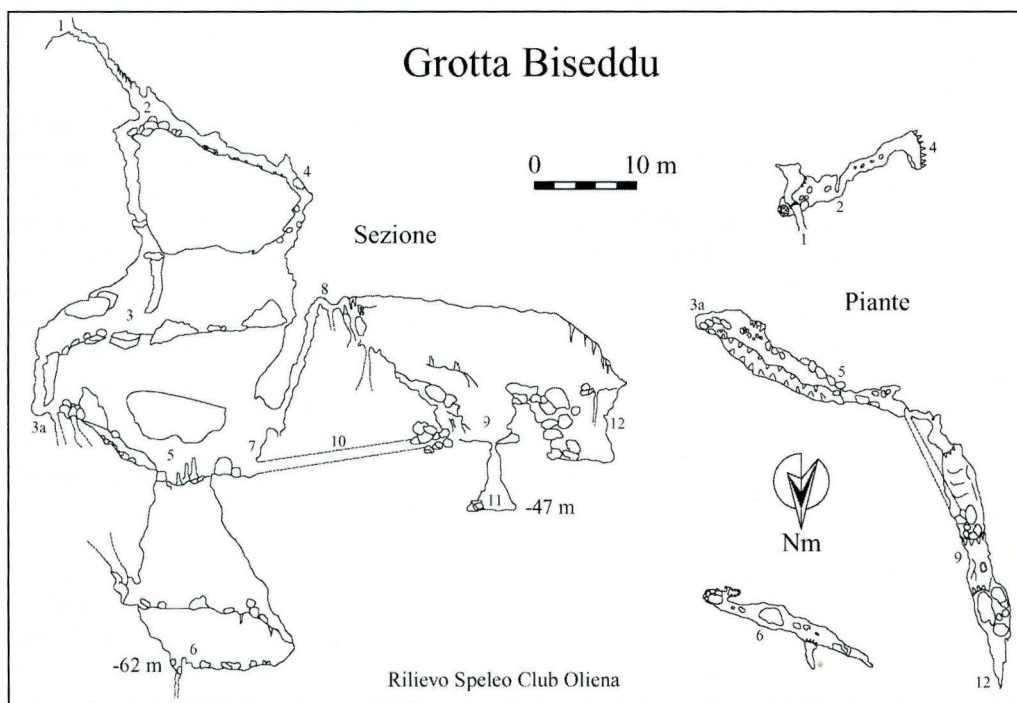 Grotta Biseddu
1
2
4
0 10 m
Sezione
3
8
3a
5
7
10
9
12
11
-47 m
-62 m
6
4
2
1
3a
Piante
5
Nm
9
6
12
Rilievo Speleo Club Oliena